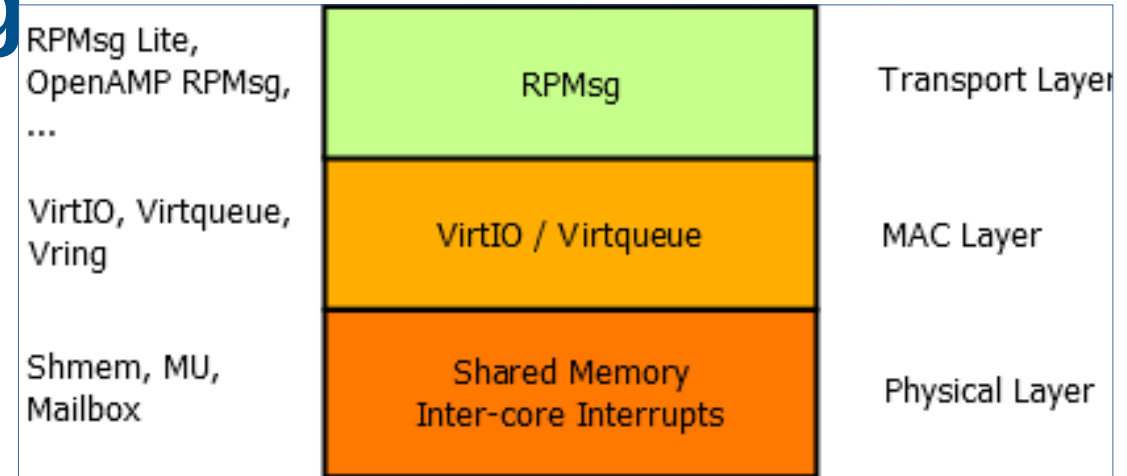 g
RPMsg Lite,
OpenAMP RPMsg,
...
RPMsg
Transport Layer
VirtIO, Virtqueue,
Vring
VirtIO / Virtqueue
MAC Layer
Shmem, MU,
Mailbox
Shared Memory
Inter-core Interrupts
Physical Layer